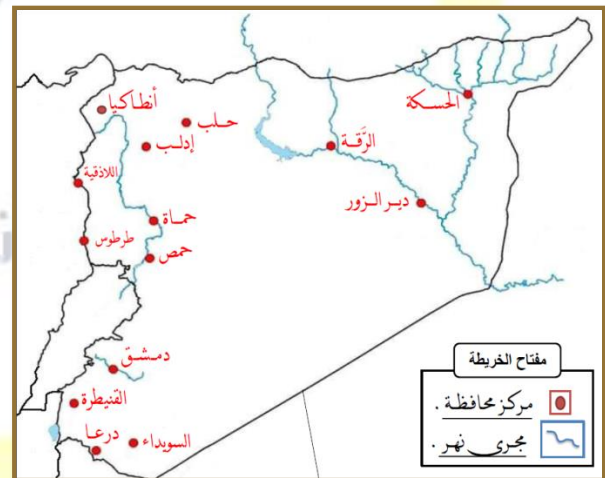 أنطاكيا
حلب
إدلب
اللاذقية
حماة
طرطوس
حمص
الحسكة
الرَّقة
دير الزور
دمشق
القنيطرة
درعا
السويداء
مفتاح الخريطة
مركز محافظة .
مجرى نهر .